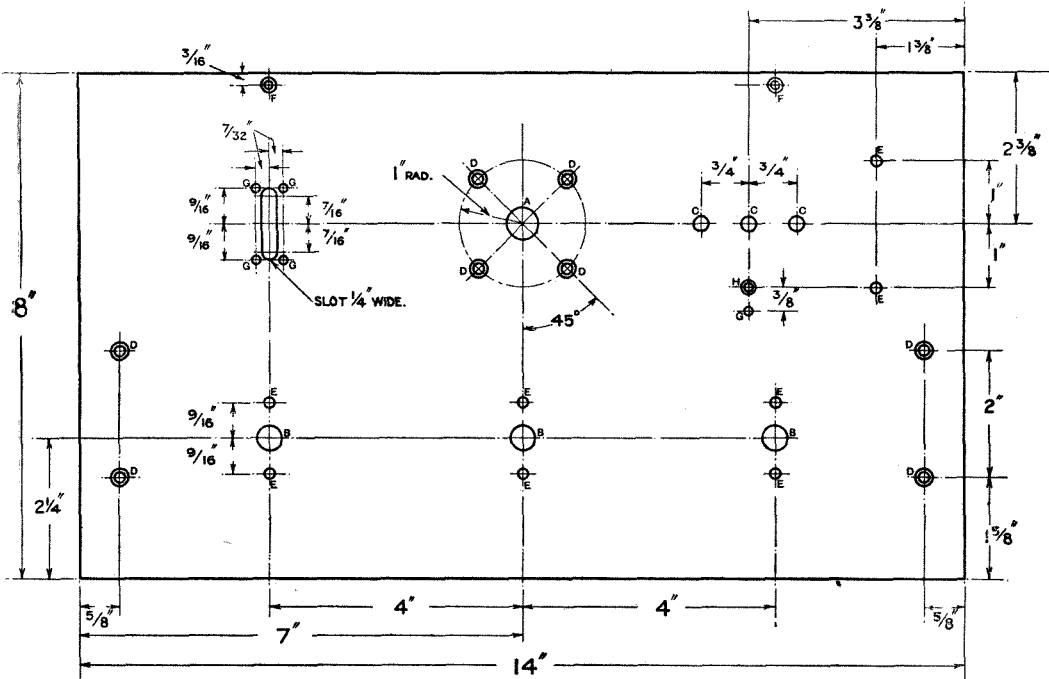 3 3/8"
1 3/8"
3/16"
F
F
7/32"
2 3/8"
1" RAD.
D
D
E
3/4"
3/4"
1"
G
G
A
9/16"
7/16"
C
C
C
9/16"
7/16"
1"
G
G
D
D
H
3/8"
E
SLOT 1/4" WIDE.
G
45°
8"
D
D
E
E
E
2"
9/16"
B
B
B
9/16"
D
E
E
E
D
2 1/4"
1 5/8"
5/8"
4"
4"
5/8"
7"
14"